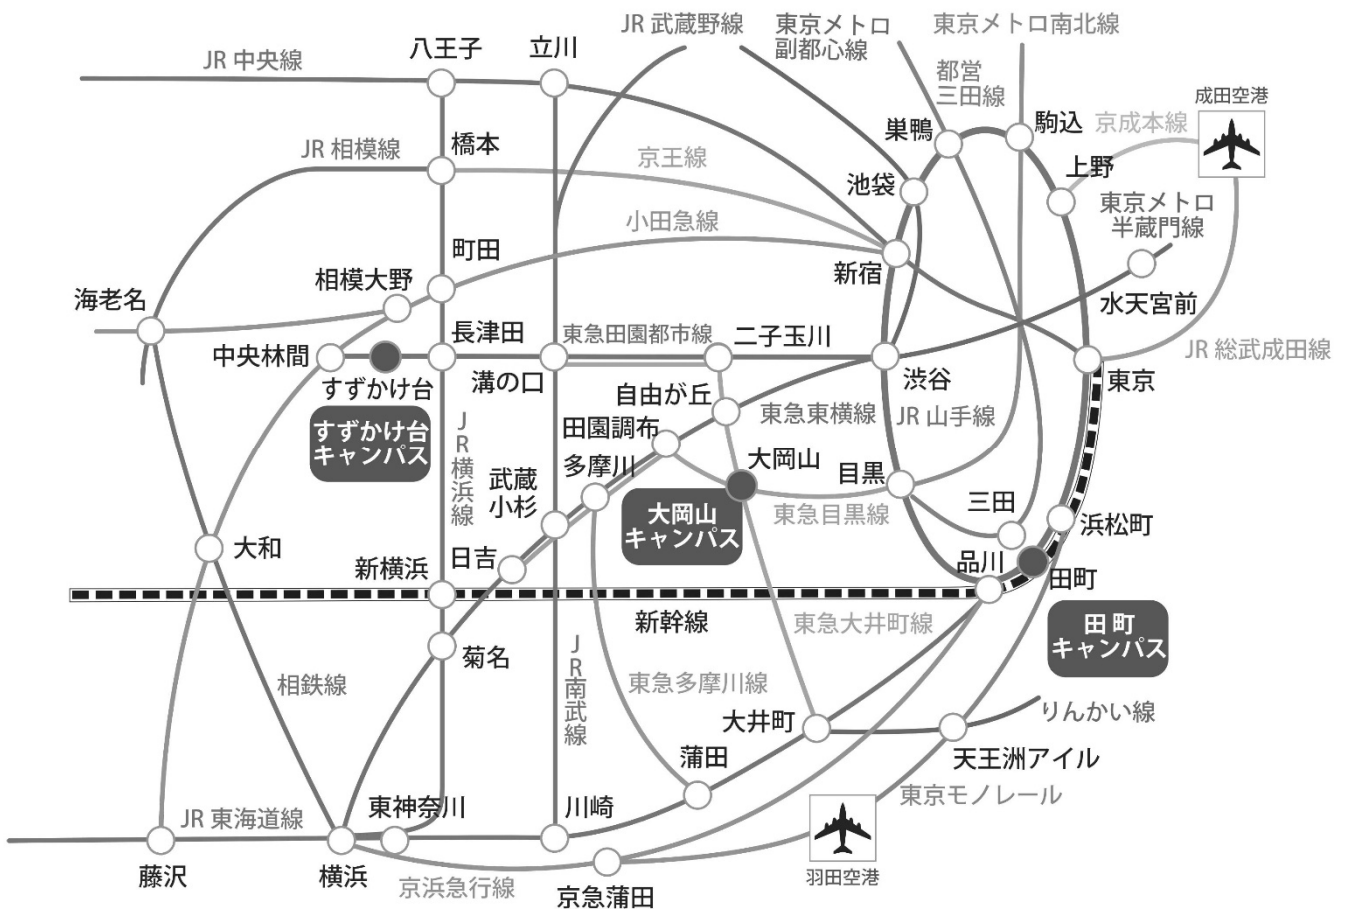 JR 武蔵野線
東京メトロ
副都心線
東京メトロ南北線
八王子
立川
JR 中央線
都営
三田線
成田空港
巣鴨
駒込
京成本線
橋本
JR 相模線
京王線
池袋
上野
東京メトロ
半蔵門線
小田急線
町田
新宿
相模大野
海老名
水天宮前
長津田
東急田園都市線
二子玉川
JR 総武成田線
中央林間
すずかけ台
溝の口
渋谷
東京
自由が丘
東急東横線
JR 山手線
すずかけ台
キャンパス
JR横浜線
田園調布
多摩川
大岡山
目黒
武蔵
小杉
三田
大岡山
キャンパス
東急目黒線
浜松町
大和
日吉
新横浜
品川
田町
新幹線
東急大井町線
田 町
キャンパス
菊名
JR南武線
相鉄線
東急多摩川線
大井町
りんかい線
蒲田
天王洲アイル
東京モノレール
JR 東海道線
東神奈川
川崎
藤沢
横浜
京浜急行線
京急蒲田
羽田空港